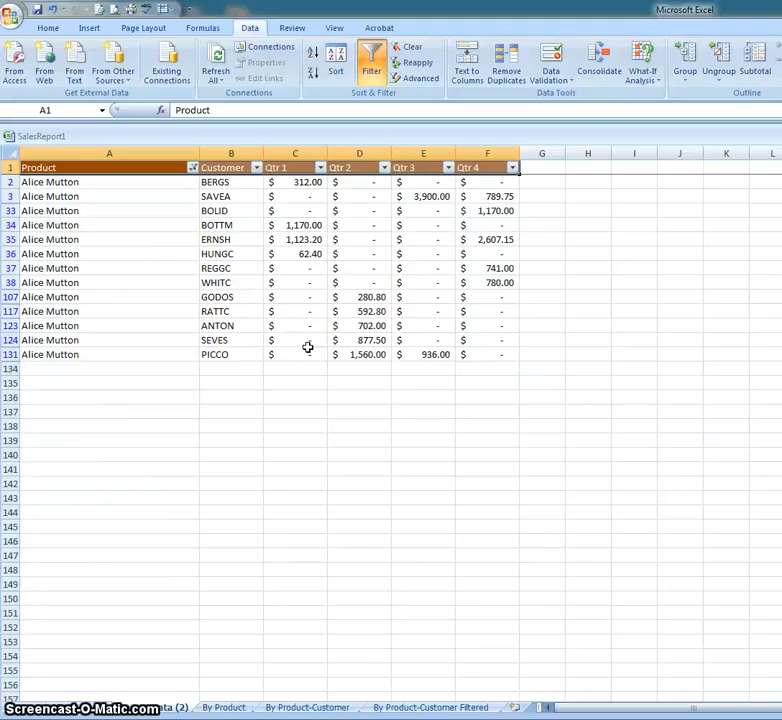 Microsoft Excel
Home Insert Page Layout Formulas Data Review View Acrobat
From Access From Web From Text From Other Sources Existing Connections Refresh All Connections Properties Edit Links Sort Filter Clear Reapply Advanced Text to Columns Remove Duplicates Data Validation Consolidate What-If Analysis Group Ungroup Subtotal
Get External Data Connections Sort & Filter Data Tools Outline
A1 fx Product
SalesReport1
A B C D E F G H I J K L
1 Product Customer Qtr 1 Qtr 2 Qtr 3 Qtr 4
2 Alice Mutton BERGS $ 312.00 $ - $ - $ -
3 Alice Mutton SAVEA $ - $ - $ 3,900.00 $ 789.75
33 Alice Mutton BOLID $ - $ - $ - $ 1,170.00
34 Alice Mutton BOTTM $ 1,170.00 $ - $ - $ -
35 Alice Mutton ERNSH $ 1,123.20 $ - $ - $ 2,607.15
36 Alice Mutton HUNGC $ 62.40 $ - $ - $ -
37 Alice Mutton REGGC $ - $ - $ - $ 741.00
38 Alice Mutton WHITC $ - $ - $ - $ 780.00
107 Alice Mutton GODOS $ - $ 280.80 $ - $ -
117 Alice Mutton RATTC $ - $ 592.80 $ - $ -
123 Alice Mutton ANTON $ - $ 702.00 $ - $ -
124 Alice Mutton SEVES $ - $ 877.50 $ - $ -
131 Alice Mutton PICCO $ - $ 1,560.00 $ 936.00 $ -
134
135
136
137
138
139
140
141
142
143
144
145
146
147
148
149
150
151
152
153
154
155
156
157
Screencast-O-Matic.com ta (2) By Product By Product-Customer By Product-Customer Filtered